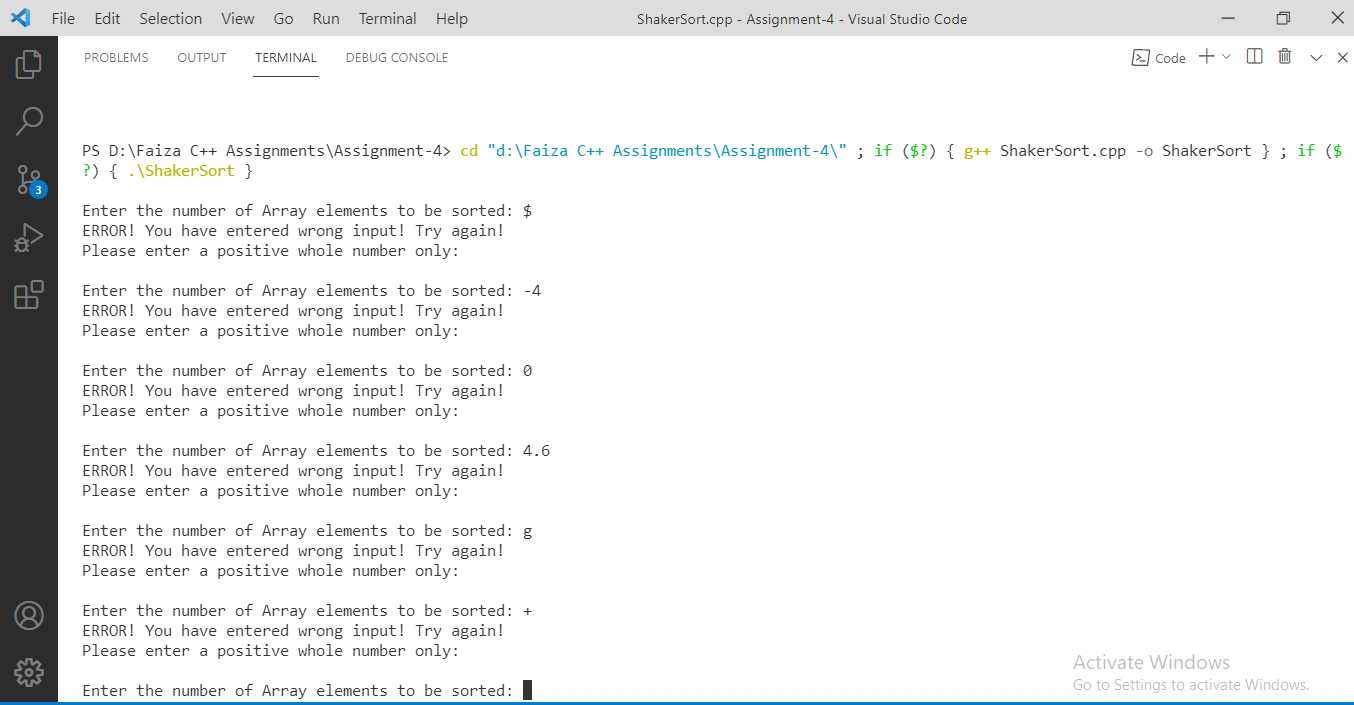 File Edit Selection View Go Run Terminal Help ShakerSort.cpp - Assignment-4 - Visual Studio Code
PROBLEMS OUTPUT TERMINAL DEBUG CONSOLE Code
3
PS D:\Faiza C++ Assignments\Assignment-4> cd "d:\Faiza C++ Assignments\Assignment-4\" ; if ($?) { g++ ShakerSort.cpp -o ShakerSort } ; if ($
?) { .\ShakerSort }
Enter the number of Array elements to be sorted: $
ERROR! You have entered wrong input! Try again!
Please enter a positive whole number only:
Enter the number of Array elements to be sorted: -4
ERROR! You have entered wrong input! Try again!
Please enter a positive whole number only:
Enter the number of Array elements to be sorted: 0
ERROR! You have entered wrong input! Try again!
Please enter a positive whole number only:
Enter the number of Array elements to be sorted: 4.6
ERROR! You have entered wrong input! Try again!
Please enter a positive whole number only:
Enter the number of Array elements to be sorted: g
ERROR! You have entered wrong input! Try again!
Please enter a positive whole number only:
Enter the number of Array elements to be sorted: +
ERROR! You have entered wrong input! Try again!
Please enter a positive whole number only:
Enter the number of Array elements to be sorted:
Activate Windows
Go to Settings to activate Windows.